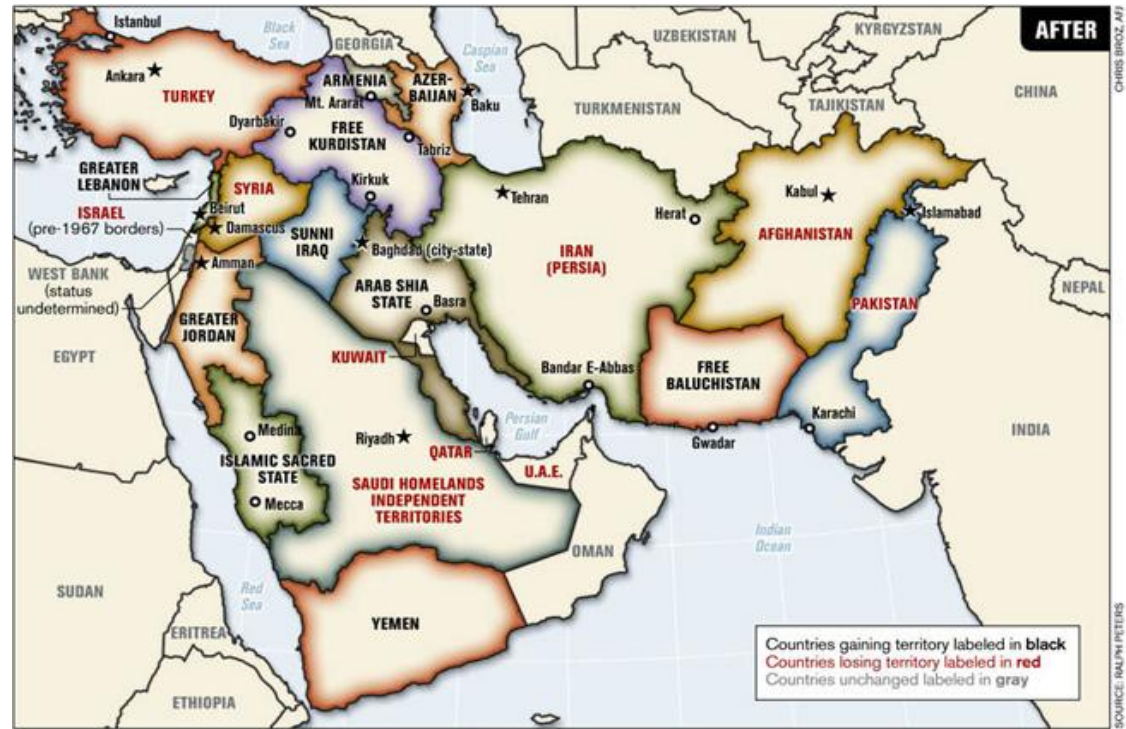 AFTER
CHRIS BROZ, AFJ
Istanbul
Black
Sea
GEORGIA
Caspian
Sea
UZBEKISTAN
KYRGYZSTAN
Ankara
TURKEY
ARMENIA
Mt. Ararat
AZER-
BAIJAN
Baku
TURKMENISTAN
TAJIKISTAN
CHINA
Dyarbakir
FREE
KURDISTAN
Tabriz
GREATER
LEBANON
SYRIA
Kirkuk
Tehran
Herat
Kabul
Islamabad
ISRAEL
(pre-1967 borders)
Beirut
Damascus
SUNNI
IRAQ
Baghdad (city-state)
IRAN
(PERSIA)
AFGHANISTAN
WEST BANK
(status
undetermined)
Amman
ARAB SHIA
STATE
Basra
PAKISTAN
NEPAL
GREATER
JORDAN
EGYPT
KUWAIT
Bandar E-Abbas
FREE
BALUCHISTAN
Persian
Gulf
Karachi
Gwadar
INDIA
Medina
Riyadh
QATAR
U.A.E.
ISLAMIC SACRED
STATE
Mecca
SAUDI HOMELANDS
INDEPENDENT
TERRITORIES
OMAN
Indian
Ocean
SUDAN
Red
Sea
YEMEN
ERITREA
ETHIOPIA
Countries gaining territory labeled in black
Countries losing territory labeled in red
Countries unchanged labeled in gray
SOURCE: RALPH PETERS